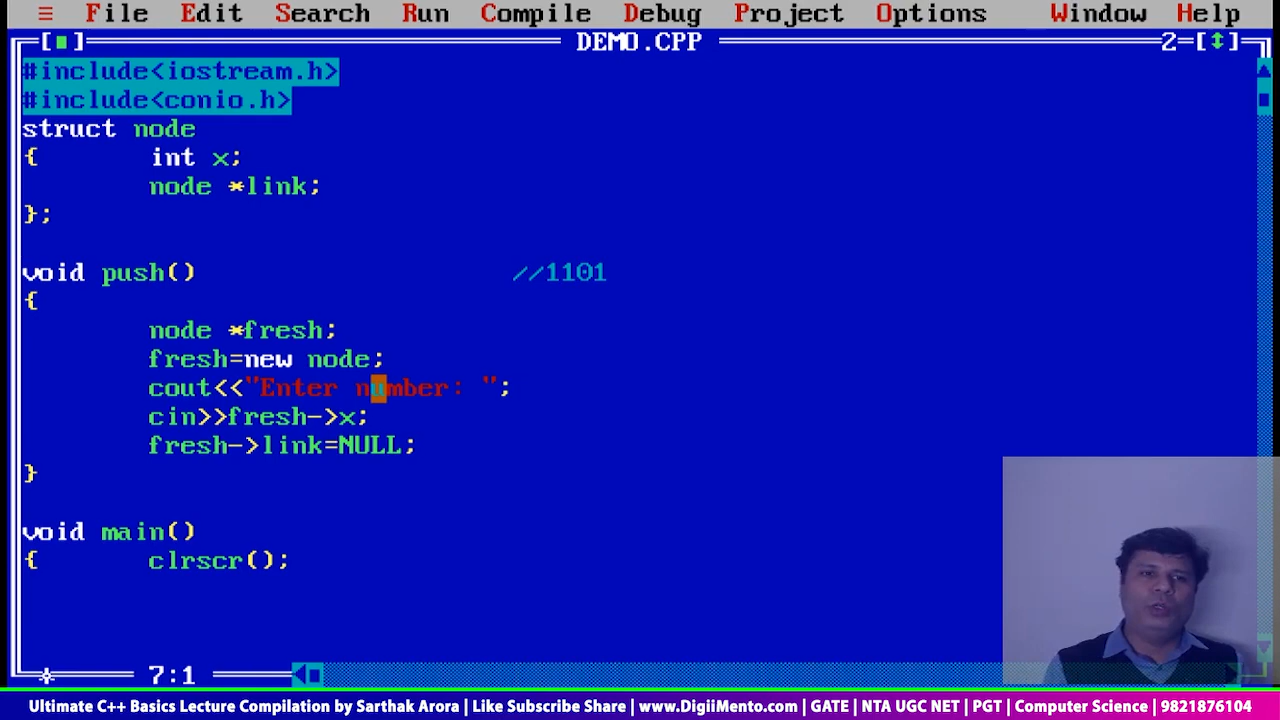 ≡ File Edit Search Run Compile Debug Project Options Window Help
[■] DEMO.CPP 2=[↕]
#include<iostream.h>
#include<conio.h>
struct node
{ int x;
node *link;
};
void push() //1101
{
node *fresh;
fresh=new node;
cout<<"Enter number: ";
cin>>fresh->x;
fresh->link=NULL;
}
void main()
{ clrscr();
7:1
Ultimate C++ Basics Lecture Compilation by Sarthak Arora | Like Subscribe Share | www.DigiiMento.com | GATE | NTA UGC NET | PGT | Computer Science | 9821876104